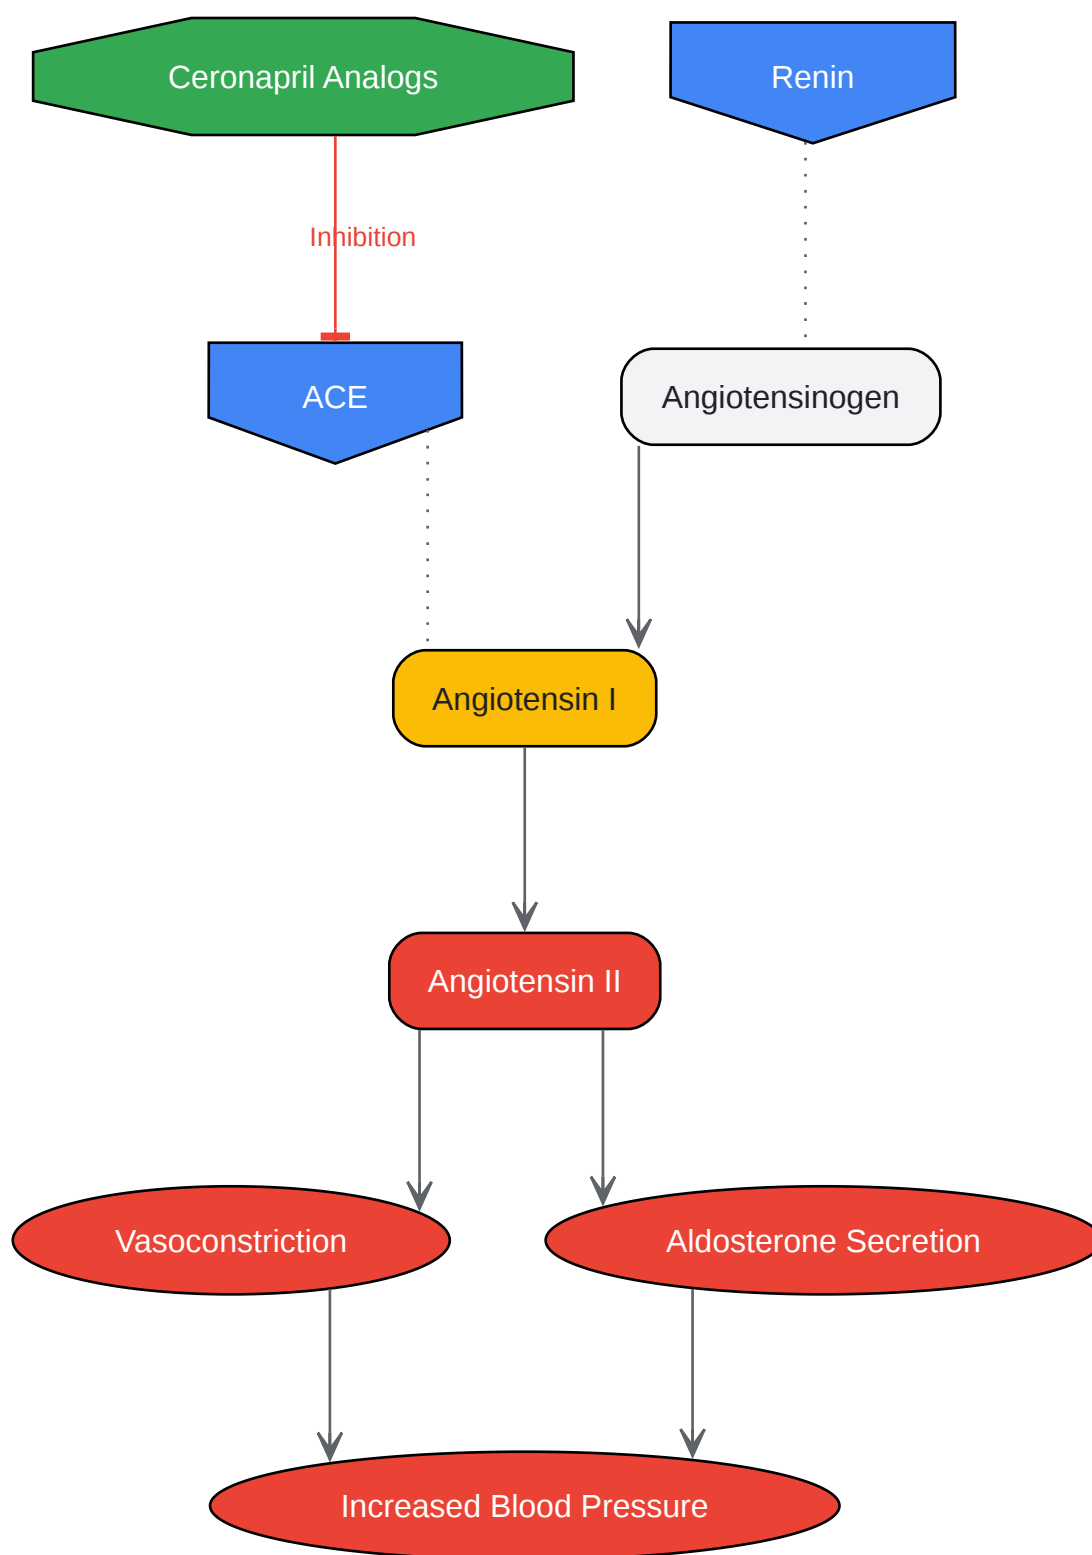 Ceronapril Analogs
Renin
Inhibition
ACE
Angiotensinogen
Angiotensin I
Angiotensin II
Vasoconstriction
Aldosterone Secretion
Increased Blood Pressure